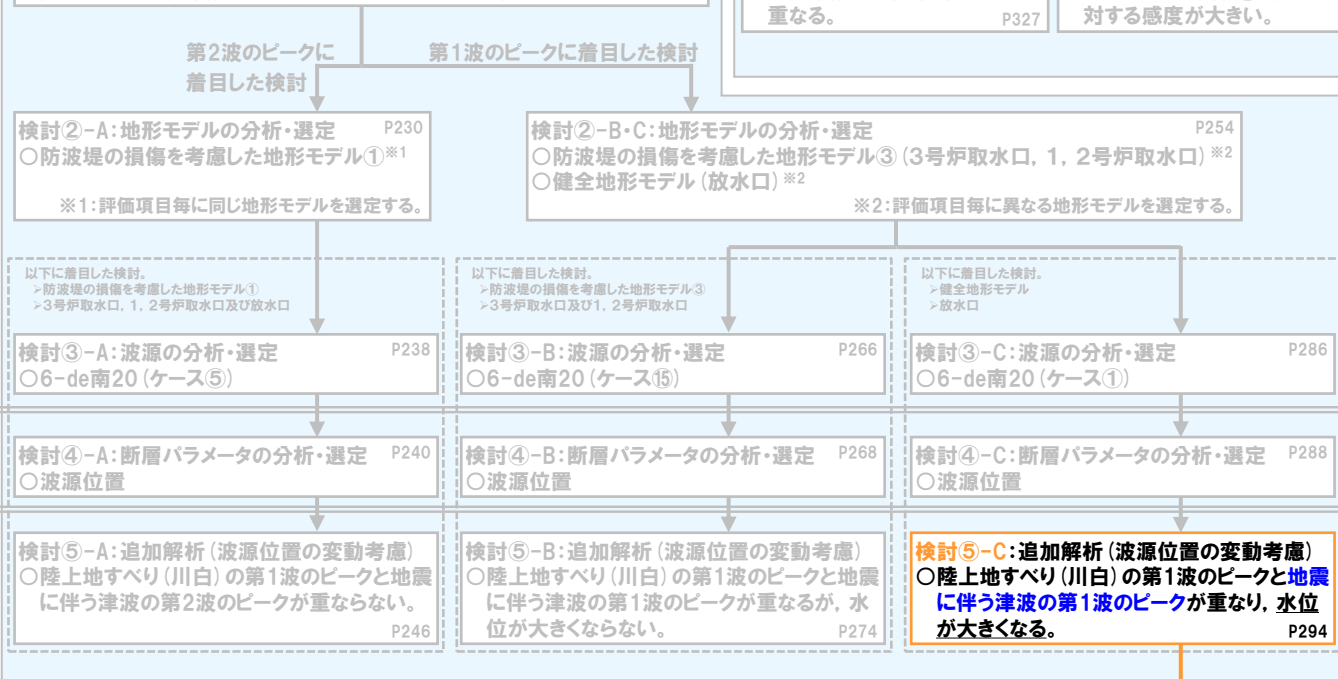 重なる。
P327
対する感度が大きい。
第2波のピークに
着目した検討
第1波のピークに着目した検討
検討②-A:地形モデルの分析・選定 P230
○防波堤の損傷を考慮した地形モデル①※1
※1:評価項目毎に同じ地形モデルを選定する。
検討②-B・C:地形モデルの分析・選定 P254
○防波堤の損傷を考慮した地形モデル③(3号炉取水口, 1, 2号炉取水口)※2
○健全地形モデル(放水口)※2
※2:評価項目毎に異なる地形モデルを選定する。
以下に着目した検討。
➢防波堤の損傷を考慮した地形モデル①
➢3号炉取水口, 1, 2号炉取水口及び放水口
検討③-A:波源の分析・選定 P238
○6-de南20(ケース⑤)
検討④-A:断層パラメータの分析・選定 P240
○波源位置
検討⑤-A:追加解析(波源位置の変動考慮)
○陸上地すべり(川白)の第1波のピークと地震
に伴う津波の第2波のピークが重ならない。
P246
以下に着目した検討。
➢防波堤の損傷を考慮した地形モデル③
➢3号炉取水口及び1, 2号炉取水口
検討③-B:波源の分析・選定 P266
○6-de南20(ケース⑮)
検討④-B:断層パラメータの分析・選定 P268
○波源位置
検討⑤-B:追加解析(波源位置の変動考慮)
○陸上地すべり(川白)の第1波のピークと地震
に伴う津波の第1波のピークが重なるが, 水
位が大きくならない。 P274
以下に着目した検討。
➢健全地形モデル
➢放水口
検討③-C:波源の分析・選定 P286
○6-de南20(ケース①)
検討④-C:断層パラメータの分析・選定 P288
○波源位置
検討⑤-C:追加解析(波源位置の変動考慮)
○陸上地すべり(川白)の第1波のピークと地震
に伴う津波の第1波のピークが重なり, 水位
が大きくなる。 P294